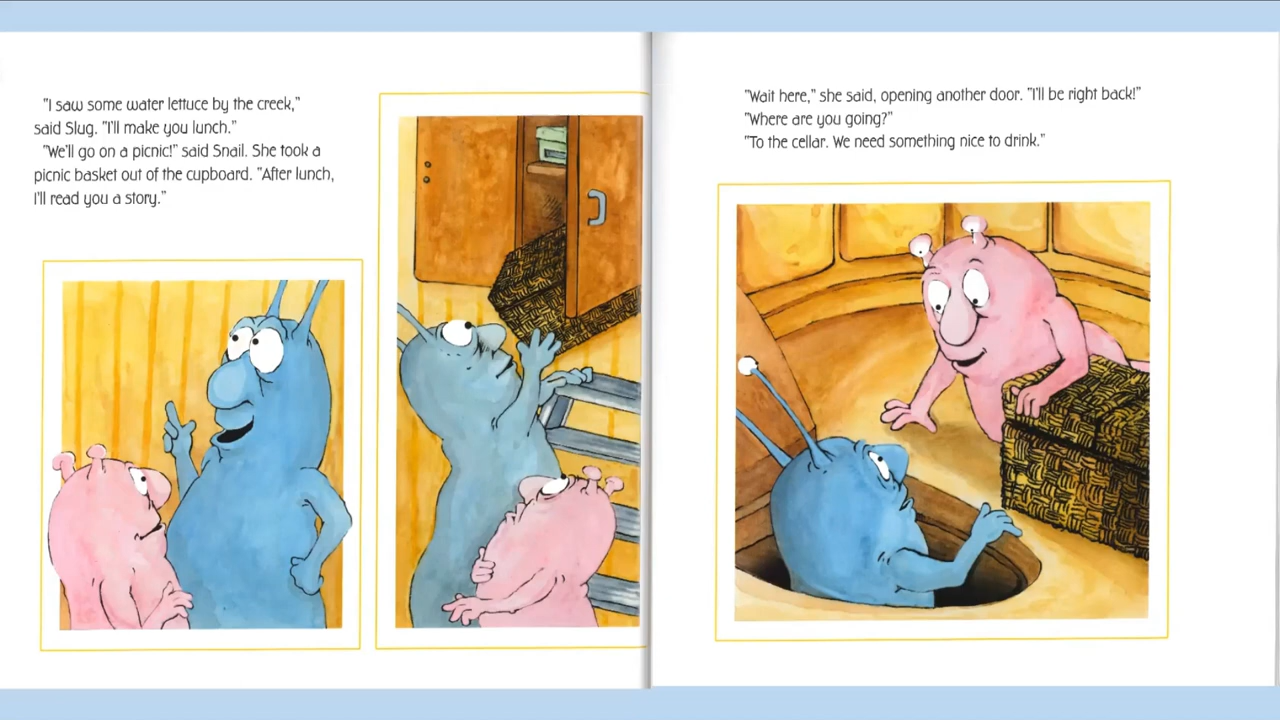 "I saw some water lettuce by the creek,"
said Slug. "I'll make you lunch."
"We'll go on a picnic!" said Snail. She took a
picnic basket out of the cupboard. "After lunch,
I'll read you a story."
"Wait here," she said, opening another door. "I'll be right back!"
"Where are you going?"
"To the cellar. We need something nice to drink."